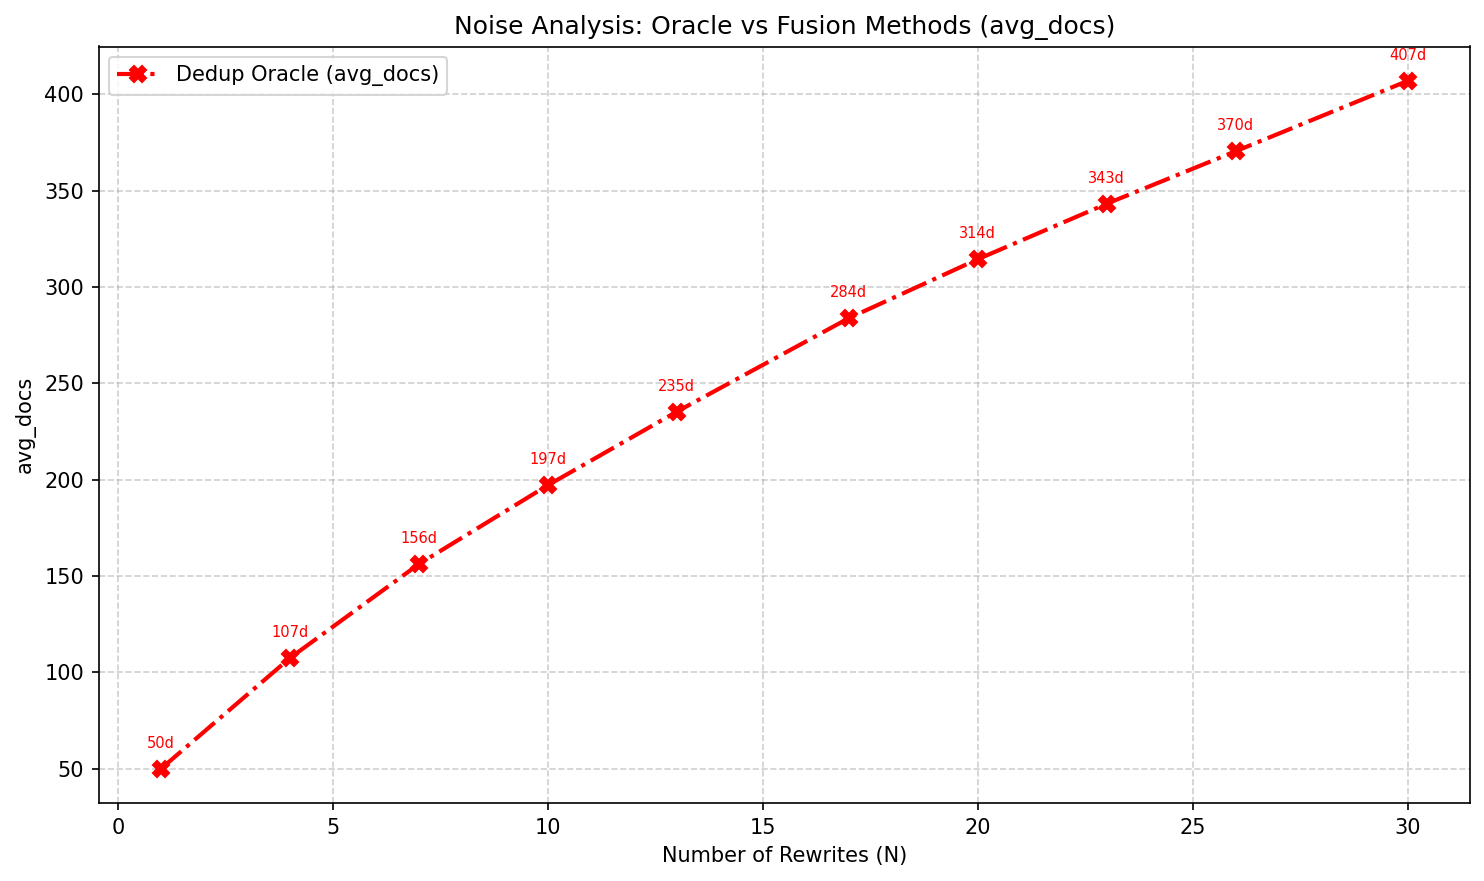 Noise Analysis: Oracle vs Fusion Methods (avg_docs)
Dedup Oracle (avg_docs)
407d
370d
343d
314d
284d
235d
197d
156d
107d
50d
400
350
300
250
200
150
100
50
avg_docs
0 5 10 15 20 25 30
Number of Rewrites (N)